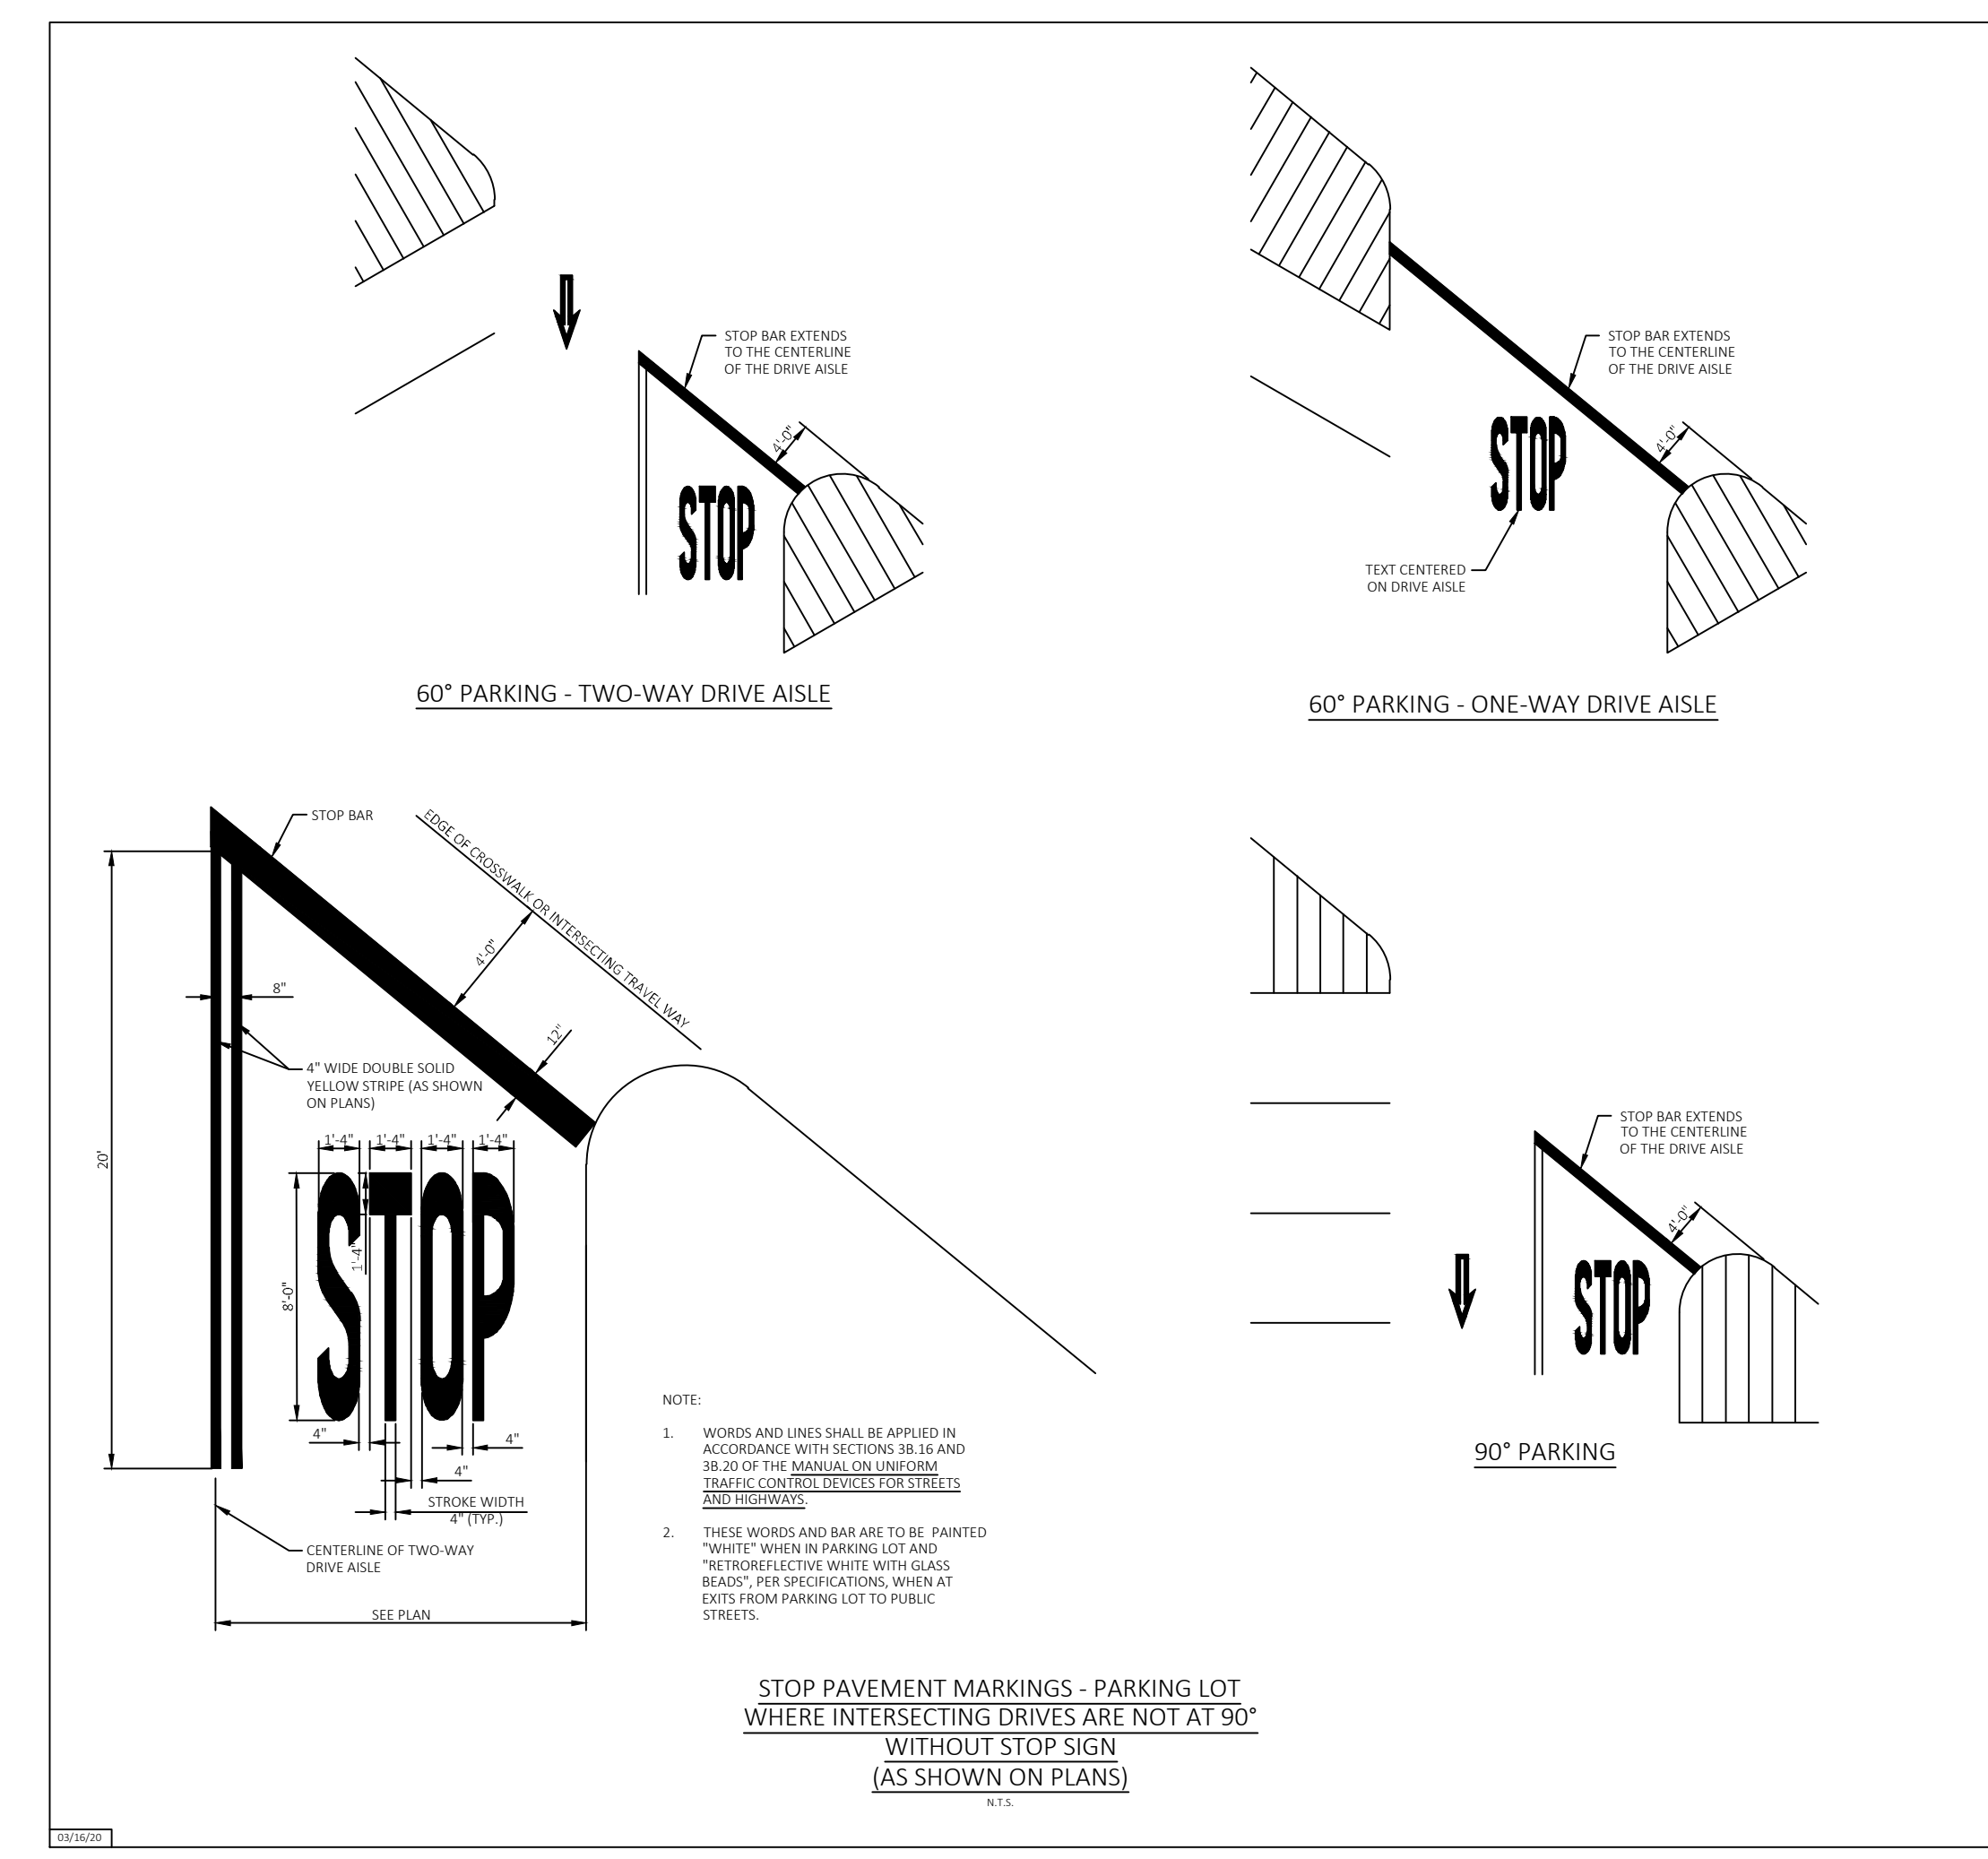 STOP BAR EXTENDS
TO THE CENTERLINE
OF THE DRIVE AISLE
4'-0"
STOP
60° PARKING - TWO-WAY DRIVE AISLE
STOP BAR EXTENDS
TO THE CENTERLINE
OF THE DRIVE AISLE
4'-0"
STOP
TEXT CENTERED
ON DRIVE AISLE
60° PARKING - ONE-WAY DRIVE AISLE
STOP BAR
EDGE OF CROSSWALK OR INTERSECTING TRAVEL WAY
4'-0"
8"
12"
4" WIDE DOUBLE SOLID
YELLOW STRIPE (AS SHOWN
ON PLANS)
20'
1'-4" 1'-4" 1'-4" 1'-4"
1'-4"
8'-0"
STOP
4"
4"
4"
STROKE WIDTH
4" (TYP.)
CENTERLINE OF TWO-WAY
DRIVE AISLE
SEE PLAN
NOTE:
1. WORDS AND LINES SHALL BE APPLIED IN
ACCORDANCE WITH SECTIONS 3B.16 AND
3B.20 OF THE MANUAL ON UNIFORM
TRAFFIC CONTROL DEVICES FOR STREETS
AND HIGHWAYS.
2. THESE WORDS AND BAR ARE TO BE PAINTED
"WHITE" WHEN IN PARKING LOT AND
"RETROREFLECTIVE WHITE WITH GLASS
BEADS", PER SPECIFICATIONS, WHEN AT
EXITS FROM PARKING LOT TO PUBLIC
STREETS.
STOP BAR EXTENDS
TO THE CENTERLINE
OF THE DRIVE AISLE
4'-0"
STOP
90° PARKING
STOP PAVEMENT MARKINGS - PARKING LOT
WHERE INTERSECTING DRIVES ARE NOT AT 90°
WITHOUT STOP SIGN
(AS SHOWN ON PLANS)
N.T.S.
03/16/20